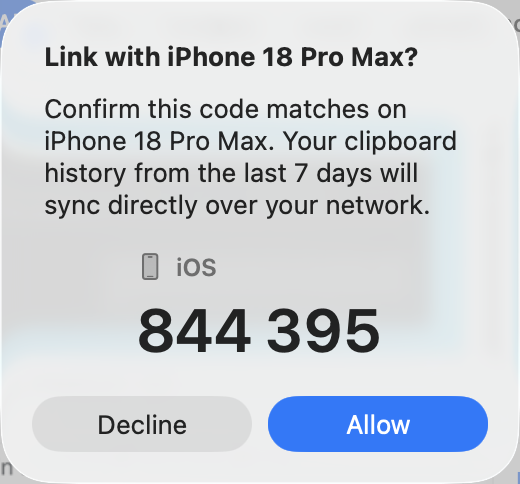 Link with iPhone 18 Pro Max?
Confirm this code matches on
iPhone 18 Pro Max. Your clipboard
history from the last 7 days will
sync directly over your network.
iOS
844 395
Decline
Allow